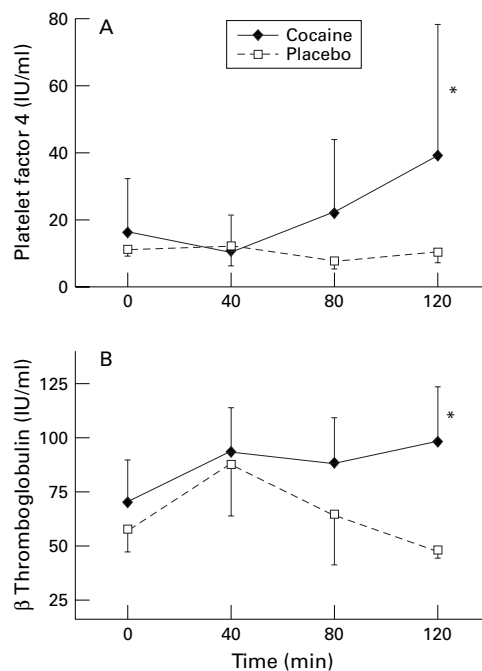 A
Cocaine
Placebo
Platelet factor 4 (IU/ml)
80
60
40
20
0
*
0 40 80 120
B
β Thromboglobulin (IU/ml)
125
100
75
50
25
*
0 40 80 120
Time (min)